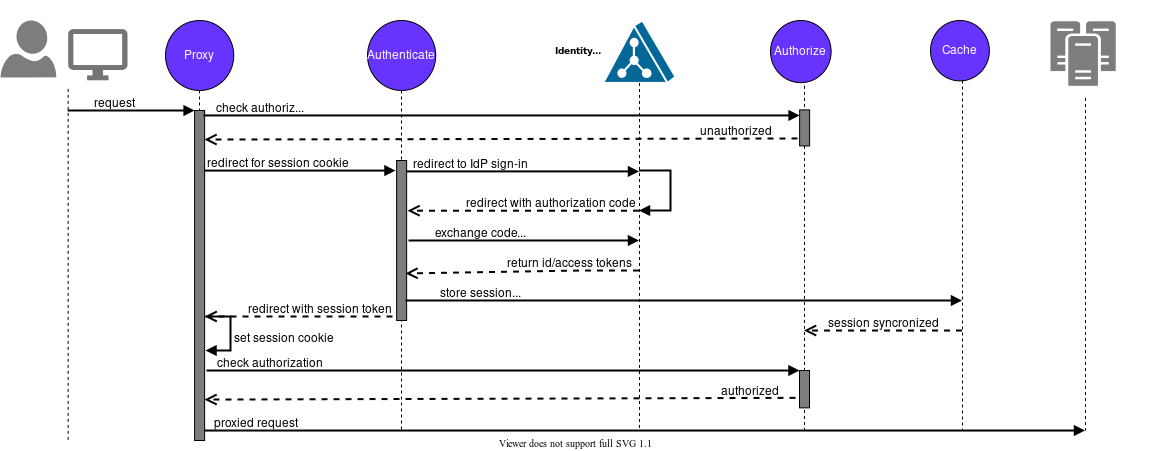 Proxy
Authenticate
Identity...
Authorize
Cache
request
check authoriz...
unauthorized
redirect for session cookie
redirect to IdP sign-in
redirect with authorization code
exchange code...
return id/access tokens
store session...
redirect with session token
session syncronized
set session cookie
check authorization
authorized
proxied request
Viewer does not support full SVG 1.1